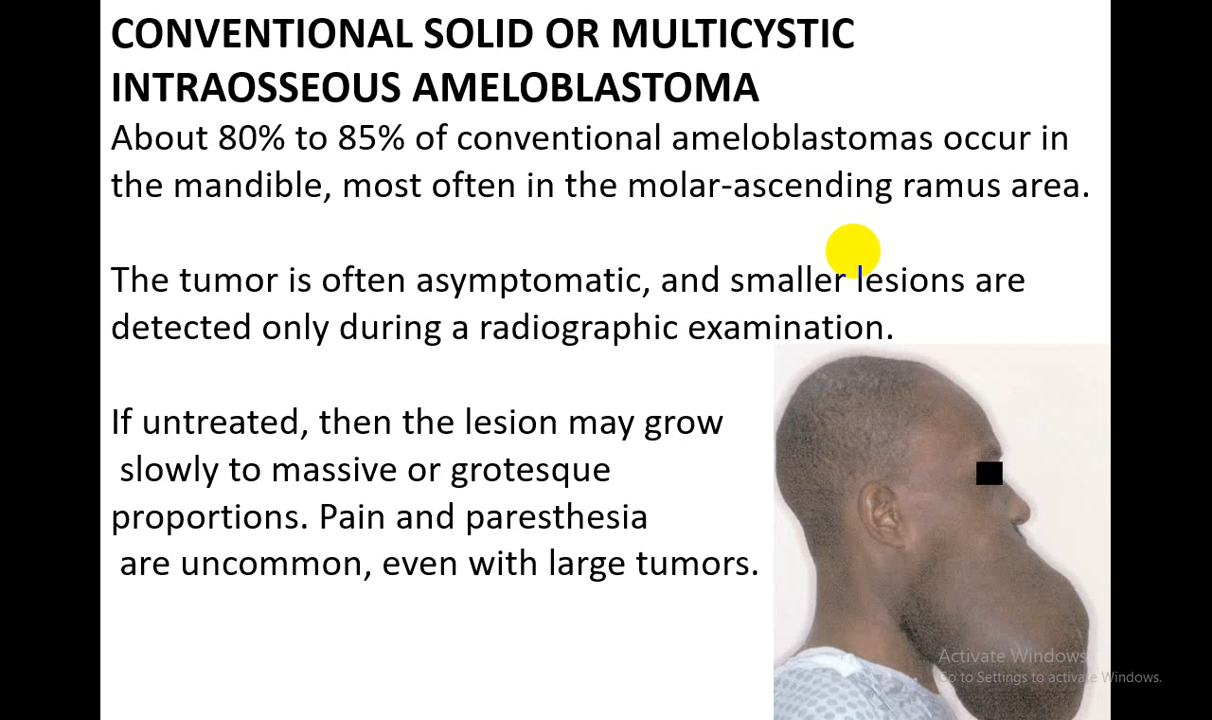 CONVENTIONAL SOLID OR MULTICYSTIC
INTRAOSSEOUS AMELOBLASTOMA
About 80% to 85% of conventional ameloblastomas occur in
the mandible, most often in the molar-ascending ramus area.
The tumor is often asymptomatic, and smaller lesions are
detected only during a radiographic examination.
If untreated, then the lesion may grow
slowly to massive or grotesque
proportions. Pain and paresthesia
are uncommon, even with large tumors.
Activate Windows
Go to Settings to activate Windows.